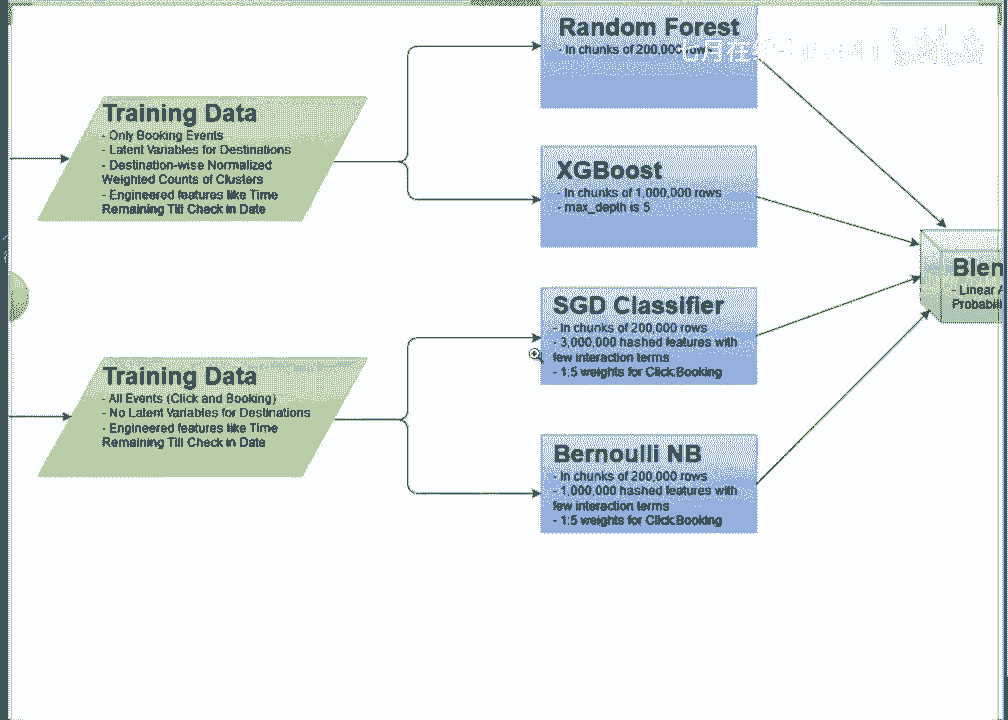 Random Forest
- In chunks of 200,000 rows
Training Data
- Only Booking Events
- Latent Variables for Destinations
- Destination-wise Normalized
Weighted Counts of Clusters
- Engineered features like Time
Remaining Till Check in Date
XGBoost
- In chunks of 1,000,000 rows
- max_depth is 5
SGD Classifier
- In chunks of 200,000 rows
- 3,000,000 hashed features with
few interaction terms
- 1:5 weights for Click:Booking
Blen
- Linear A
Probabili
Training Data
- All Events (Click and Booking)
- No Latent Variables for Destinations
- Engineered features like Time
Remaining Till Check in Date
Bernoulli NB
- In chunks of 200,000 rows
- 1,000,000 hashed features with
few interaction terms
- 1:5 weights for Click:Booking